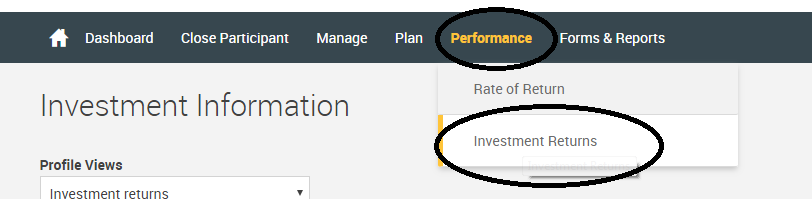 Dashboard Close Participant Manage Plan Performance Forms & Reports
Rate of Return
Investment Information
Investment Returns
Profile Views
Investment returns